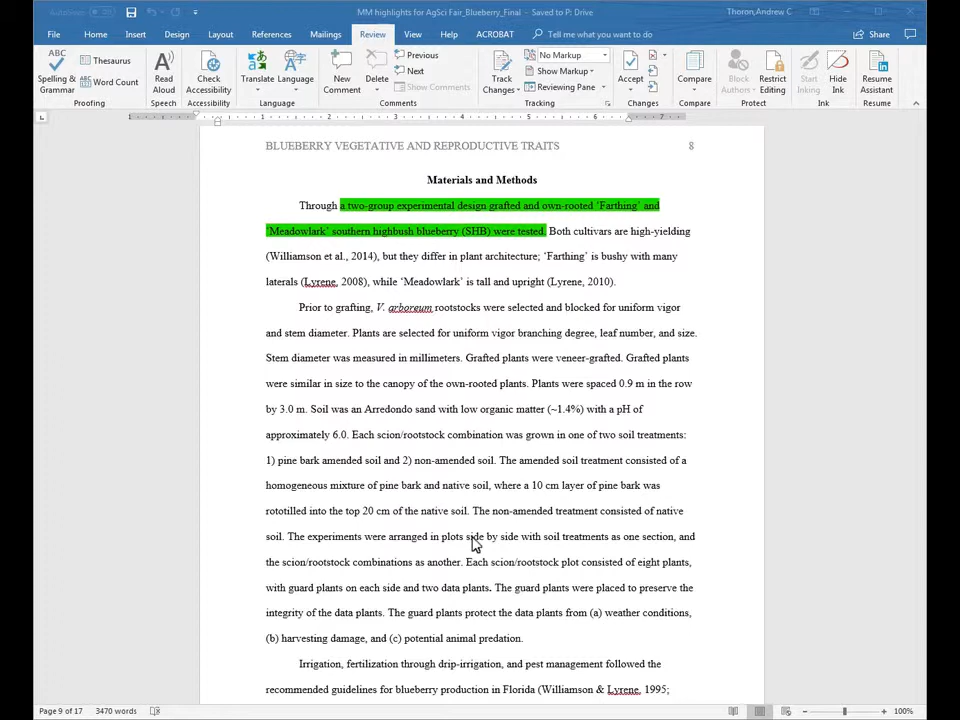 AutoSave
MM highlights for AgSci Fair_Blueberry_Final - Saved to P: Drive
Thoron,Andrew C
File Home Insert Design Layout References Mailings Review View Help ACROBAT Tell me what you want to do Share
ABC
Spelling & Grammar
Thesaurus
Word Count
Proofing
Read Aloud
Speech
Check Accessibility
Accessibility
Translate
Language
Language
New Comment
Delete
Previous
Next
Show Comments
Comments
Track Changes
No Markup
Show Markup
Reviewing Pane
Tracking
Accept
Changes
Compare
Compare
Block Authors
Restrict Editing
Protect
Start Inking
Hide Ink
Ink
Resume Assistant
Resume
1 1 2 3 4 5 6 7
BLUEBERRY VEGETATIVE AND REPRODUCTIVE TRAITS 8
Materials and Methods
Through a two-group experimental design grafted and own-rooted ‘Farthing’ and
‘Meadowlark’ southern highbush blueberry (SHB) were tested. Both cultivars are high-yielding
(Williamson et al., 2014), but they differ in plant architecture; ‘Farthing’ is bushy with many
laterals (Lyrene, 2008), while ‘Meadowlark’ is tall and upright (Lyrene, 2010).
Prior to grafting, V. arboreum rootstocks were selected and blocked for uniform vigor
and stem diameter. Plants are selected for uniform vigor branching degree, leaf number, and size.
Stem diameter was measured in millimeters. Grafted plants were veneer-grafted. Grafted plants
were similar in size to the canopy of the own-rooted plants. Plants were spaced 0.9 m in the row
by 3.0 m. Soil was an Arredondo sand with low organic matter (~1.4%) with a pH of
approximately 6.0. Each scion/rootstock combination was grown in one of two soil treatments:
1) pine bark amended soil and 2) non-amended soil. The amended soil treatment consisted of a
homogeneous mixture of pine bark and native soil, where a 10 cm layer of pine bark was
rototilled into the top 20 cm of the native soil. The non-amended treatment consisted of native
soil. The experiments were arranged in plots side by side with soil treatments as one section, and
the scion/rootstock combinations as another. Each scion/rootstock plot consisted of eight plants,
with guard plants on each side and two data plants. The guard plants were placed to preserve the
integrity of the data plants. The guard plants protect the data plants from (a) weather conditions,
(b) harvesting damage, and (c) potential animal predation.
Irrigation, fertilization through drip-irrigation, and pest management followed the
recommended guidelines for blueberry production in Florida (Williamson & Lyrene, 1995;
Page 9 of 17 3470 words 100%